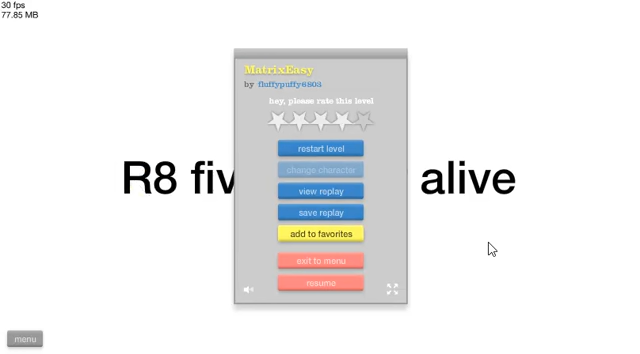 30 fps
77.85 MB
MatrixEasy
by fluffypuffy6803
hey, please rate this level
restart level
change character
R8 fiv alive
view replay
save replay
add to favorites
exit to menu
resume
menu